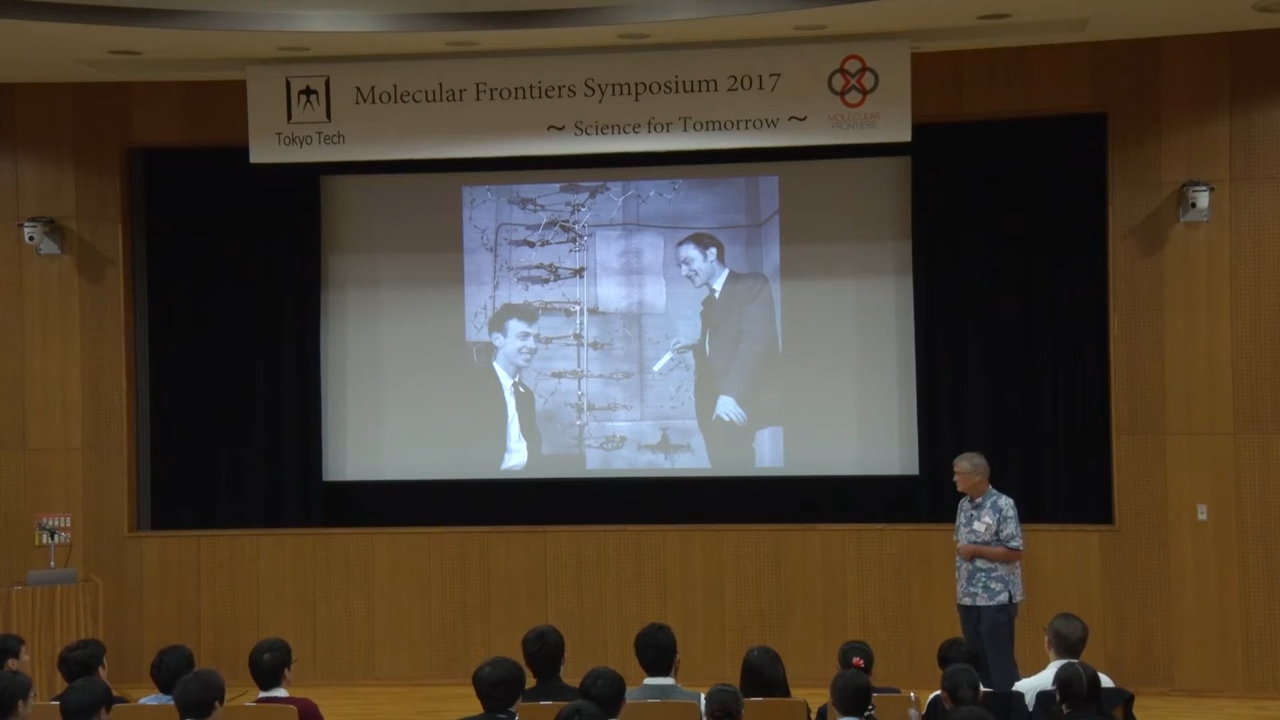 Molecular Frontiers Symposium 2017
~ Science for Tomorrow ~
Tokyo Tech
MOLECULAR
FRONTIERS